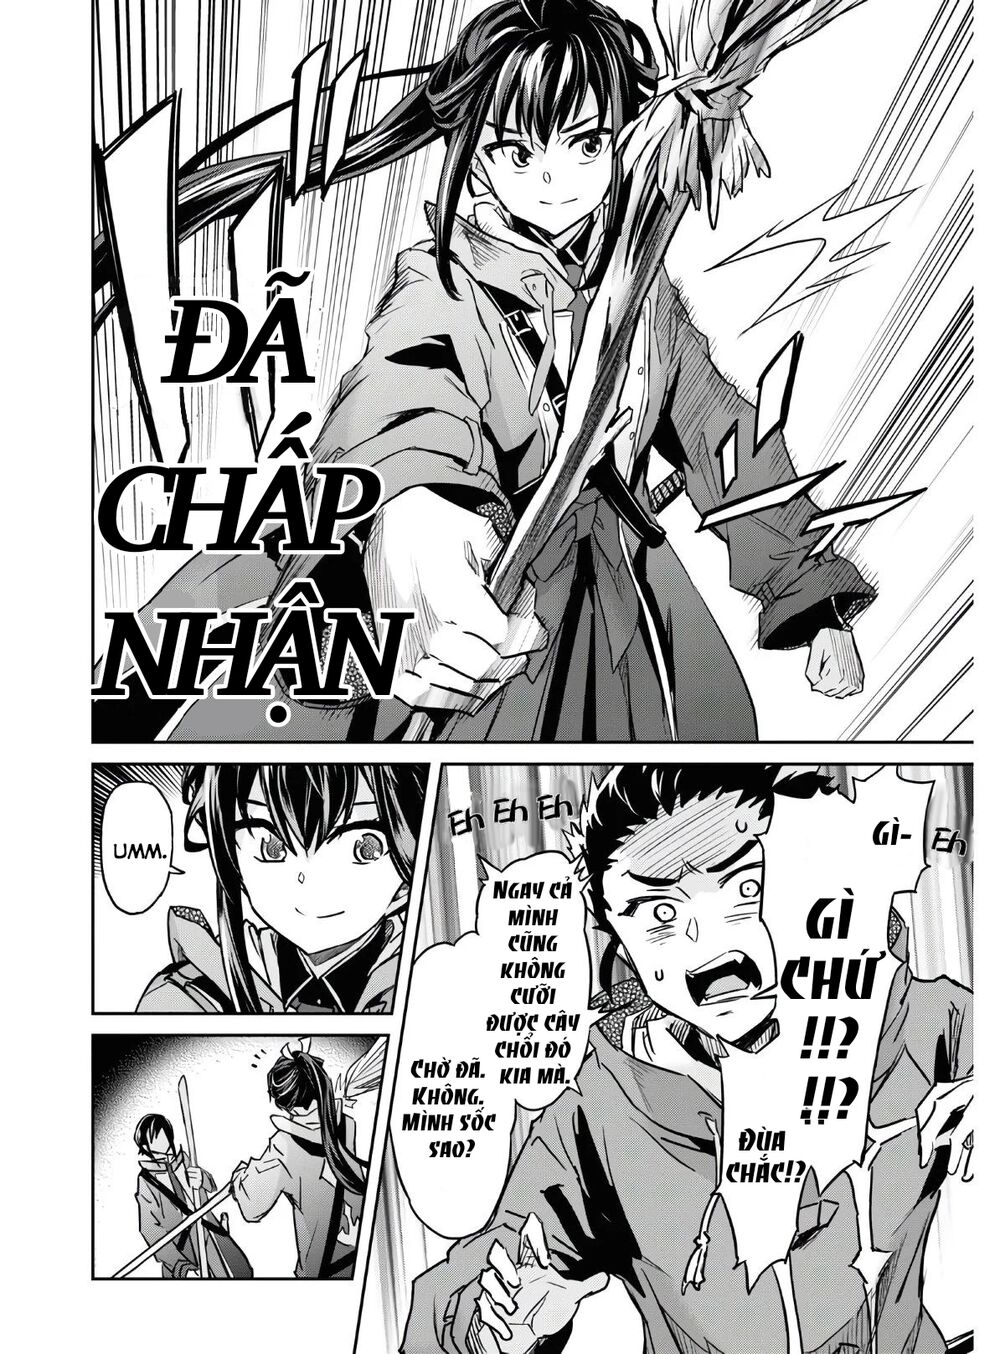 ĐÃ
CHẤP
NHẬN
GÌ-
Eh
GÌ
CHỨ
!!!?
!!!?
ĐÙA
CHẮC!?
Eh Eh Eh
NGAY CẢ
MÌNH
CŨNG
KHÔNG
CƯỠI
ĐƯỢC CÂY
CHỔI ĐÓ
KIA MÀ.
CHỜ ĐÃ.
KHÔNG.
MÌNH SỐC
SAO?
UMM.